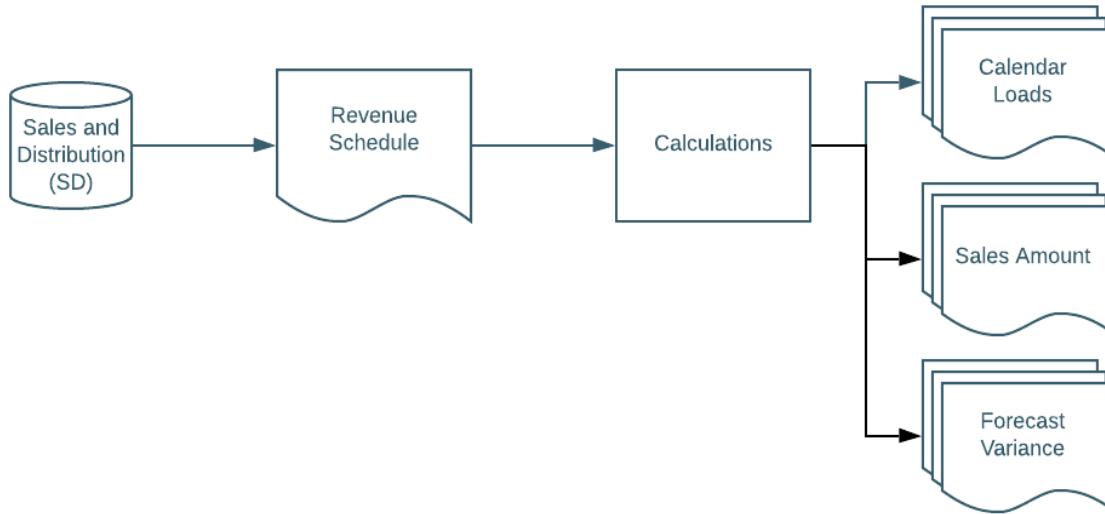 Sales and
Distribution
(SD)
Revenue
Schedule
Calculations
Calendar
Loads
Sales Amount
Forecast
Variance